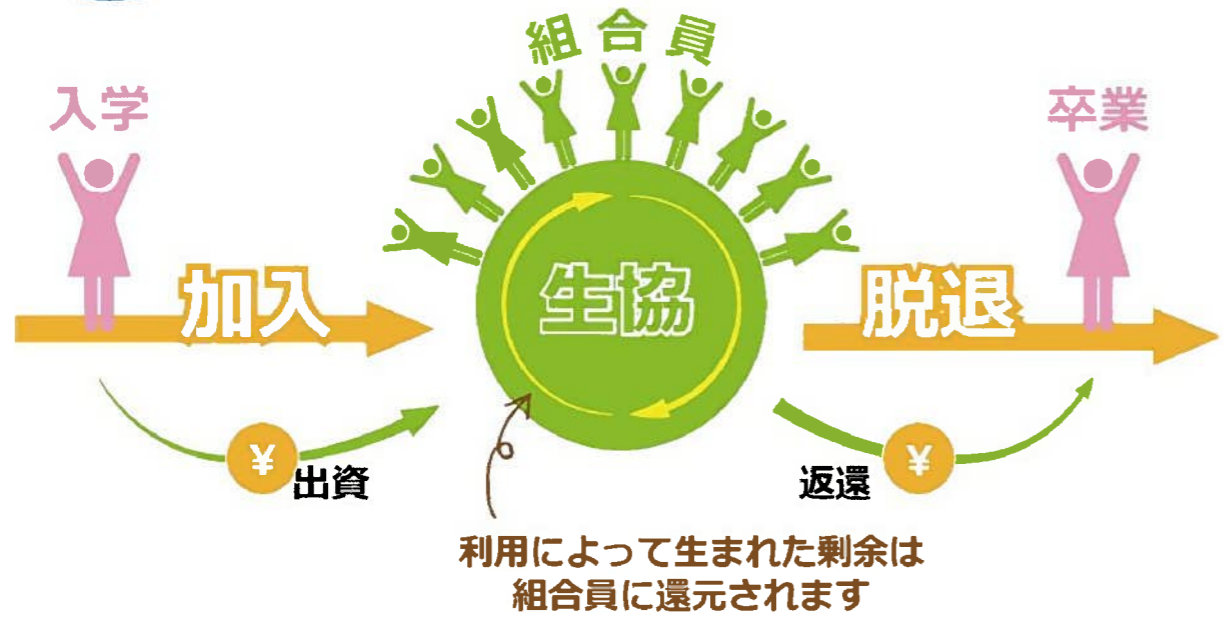 組合員
入学
卒業
加入
生協
脱退
¥
出資
返還
¥
利用によって生まれた剰余は
組合員に還元されます